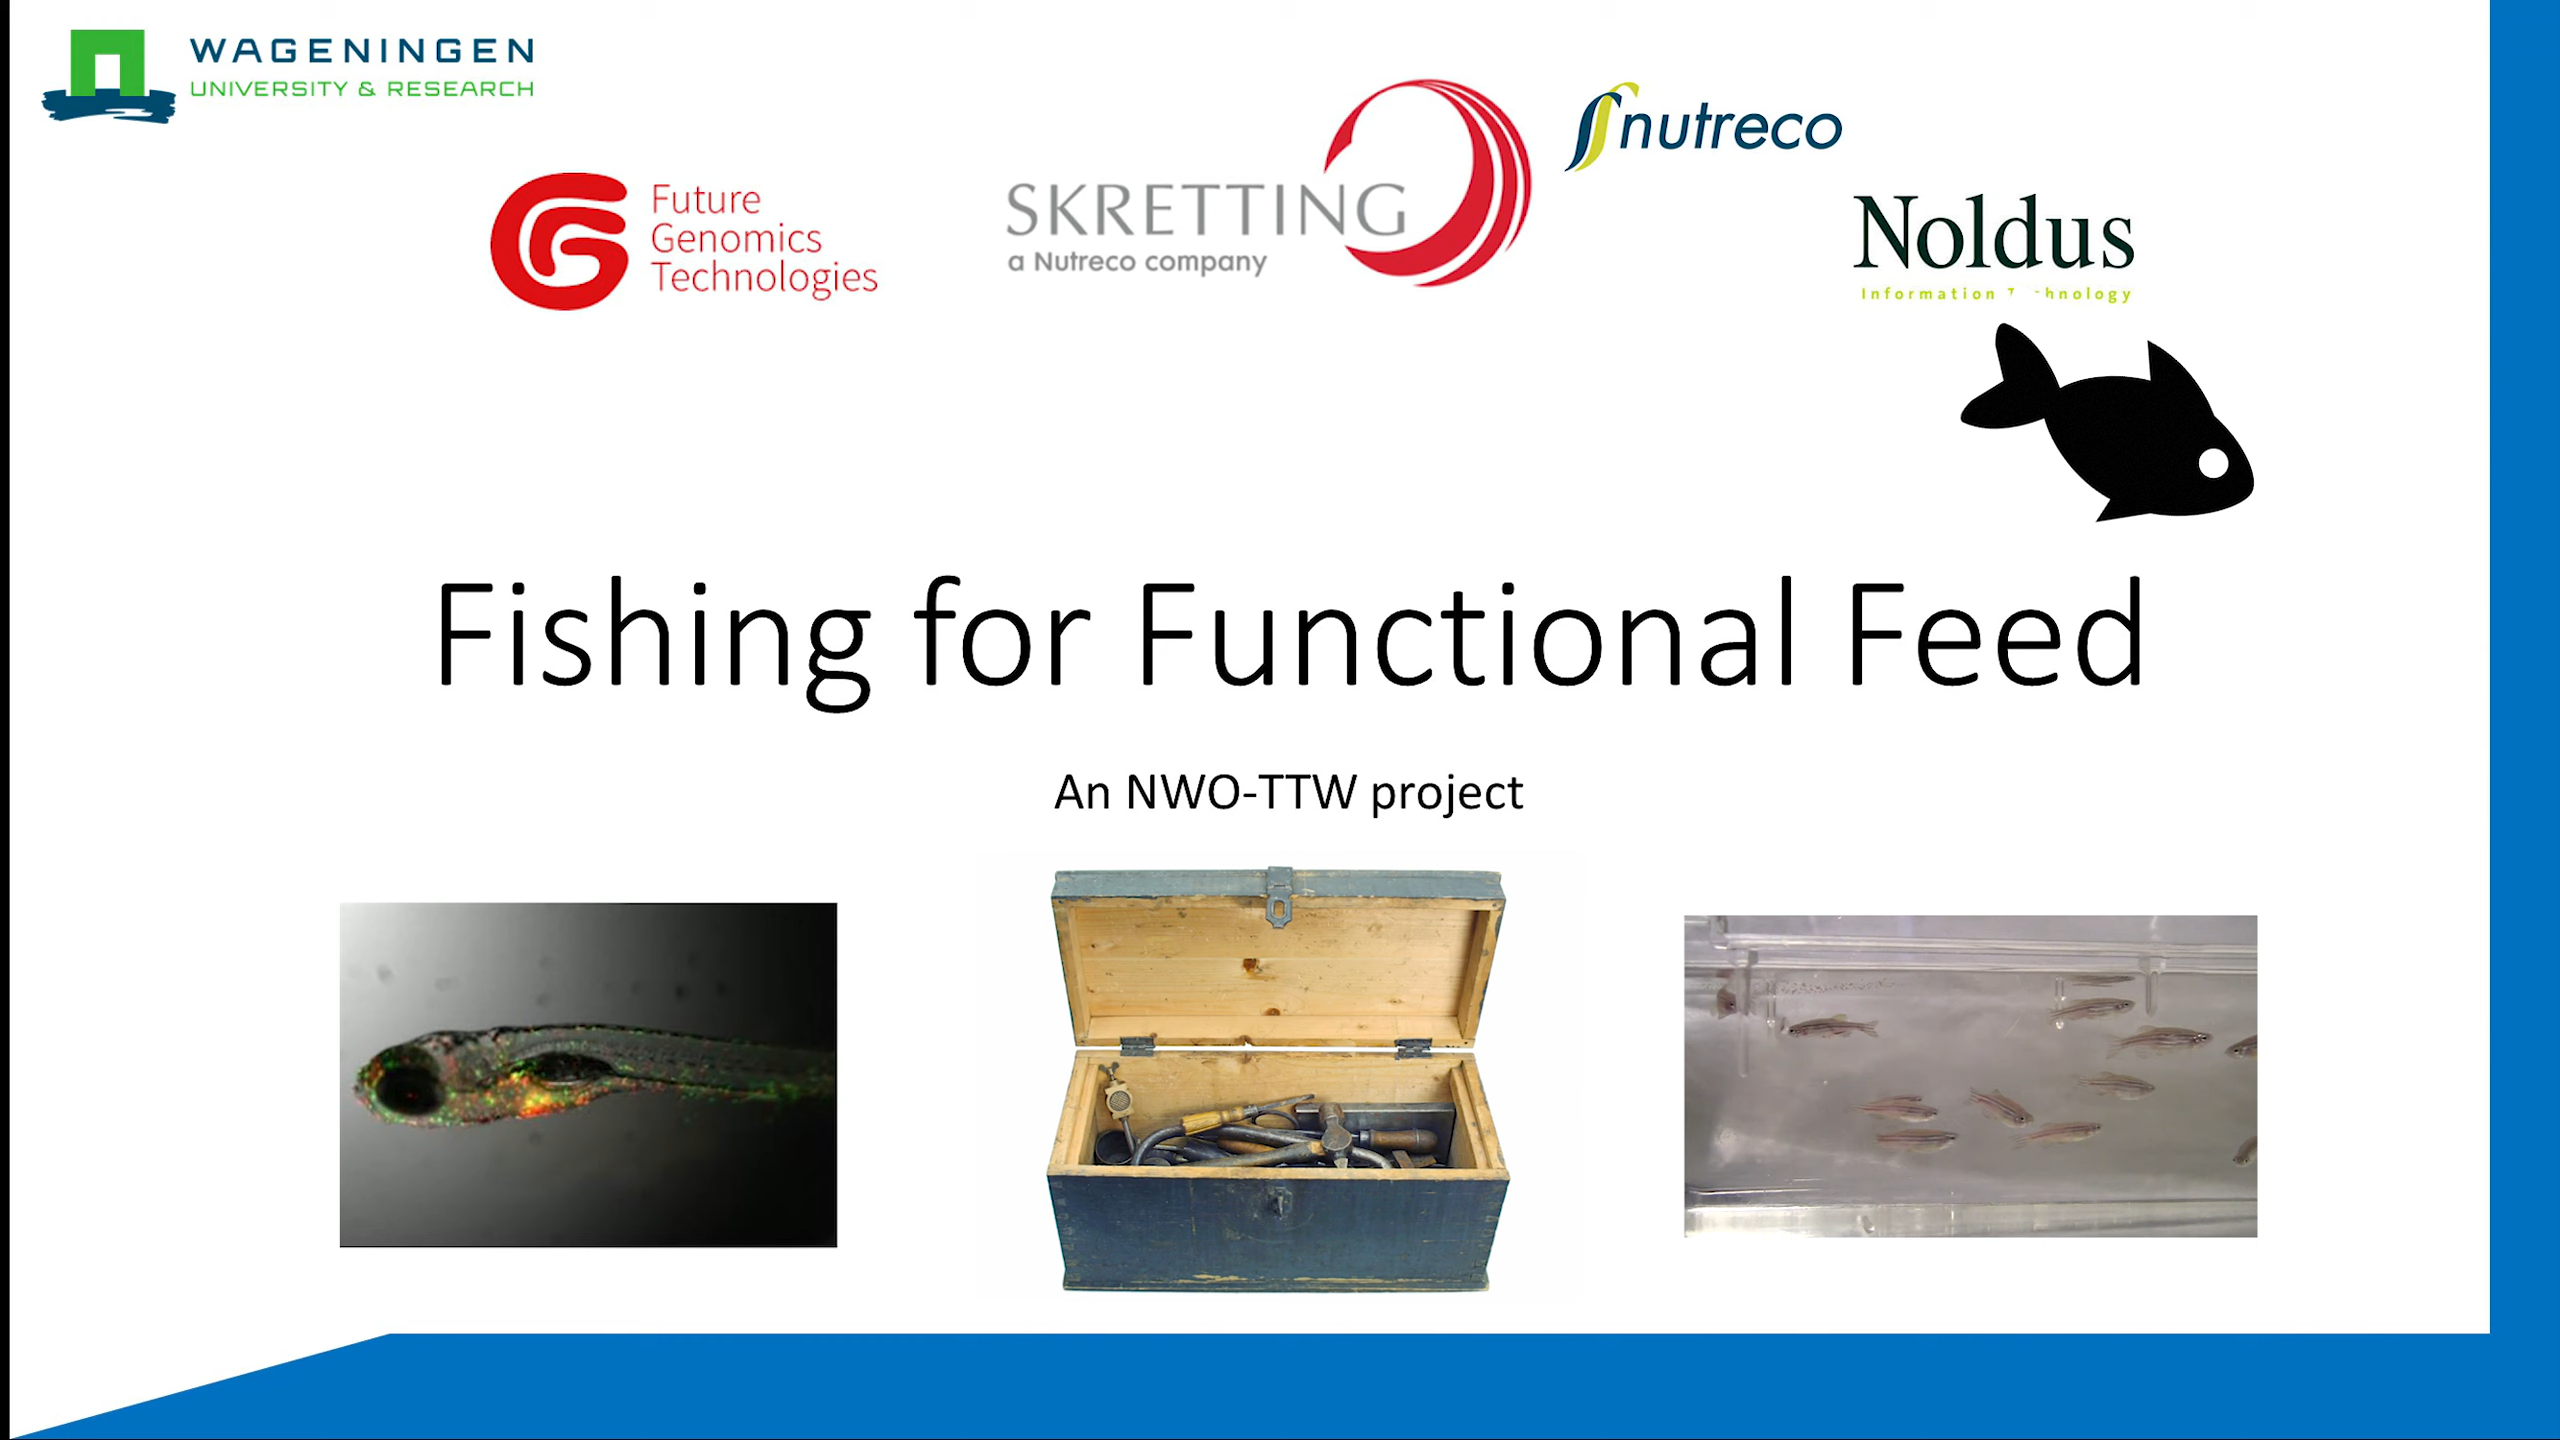 WAGENINGEN
UNIVERSITY & RESEARCH
Future
Genomics
Technologies
SKRETTING
a Nutreco company
nutreco
Noldus
Information
Fishing for Functional Feed
An NWO-TTW project